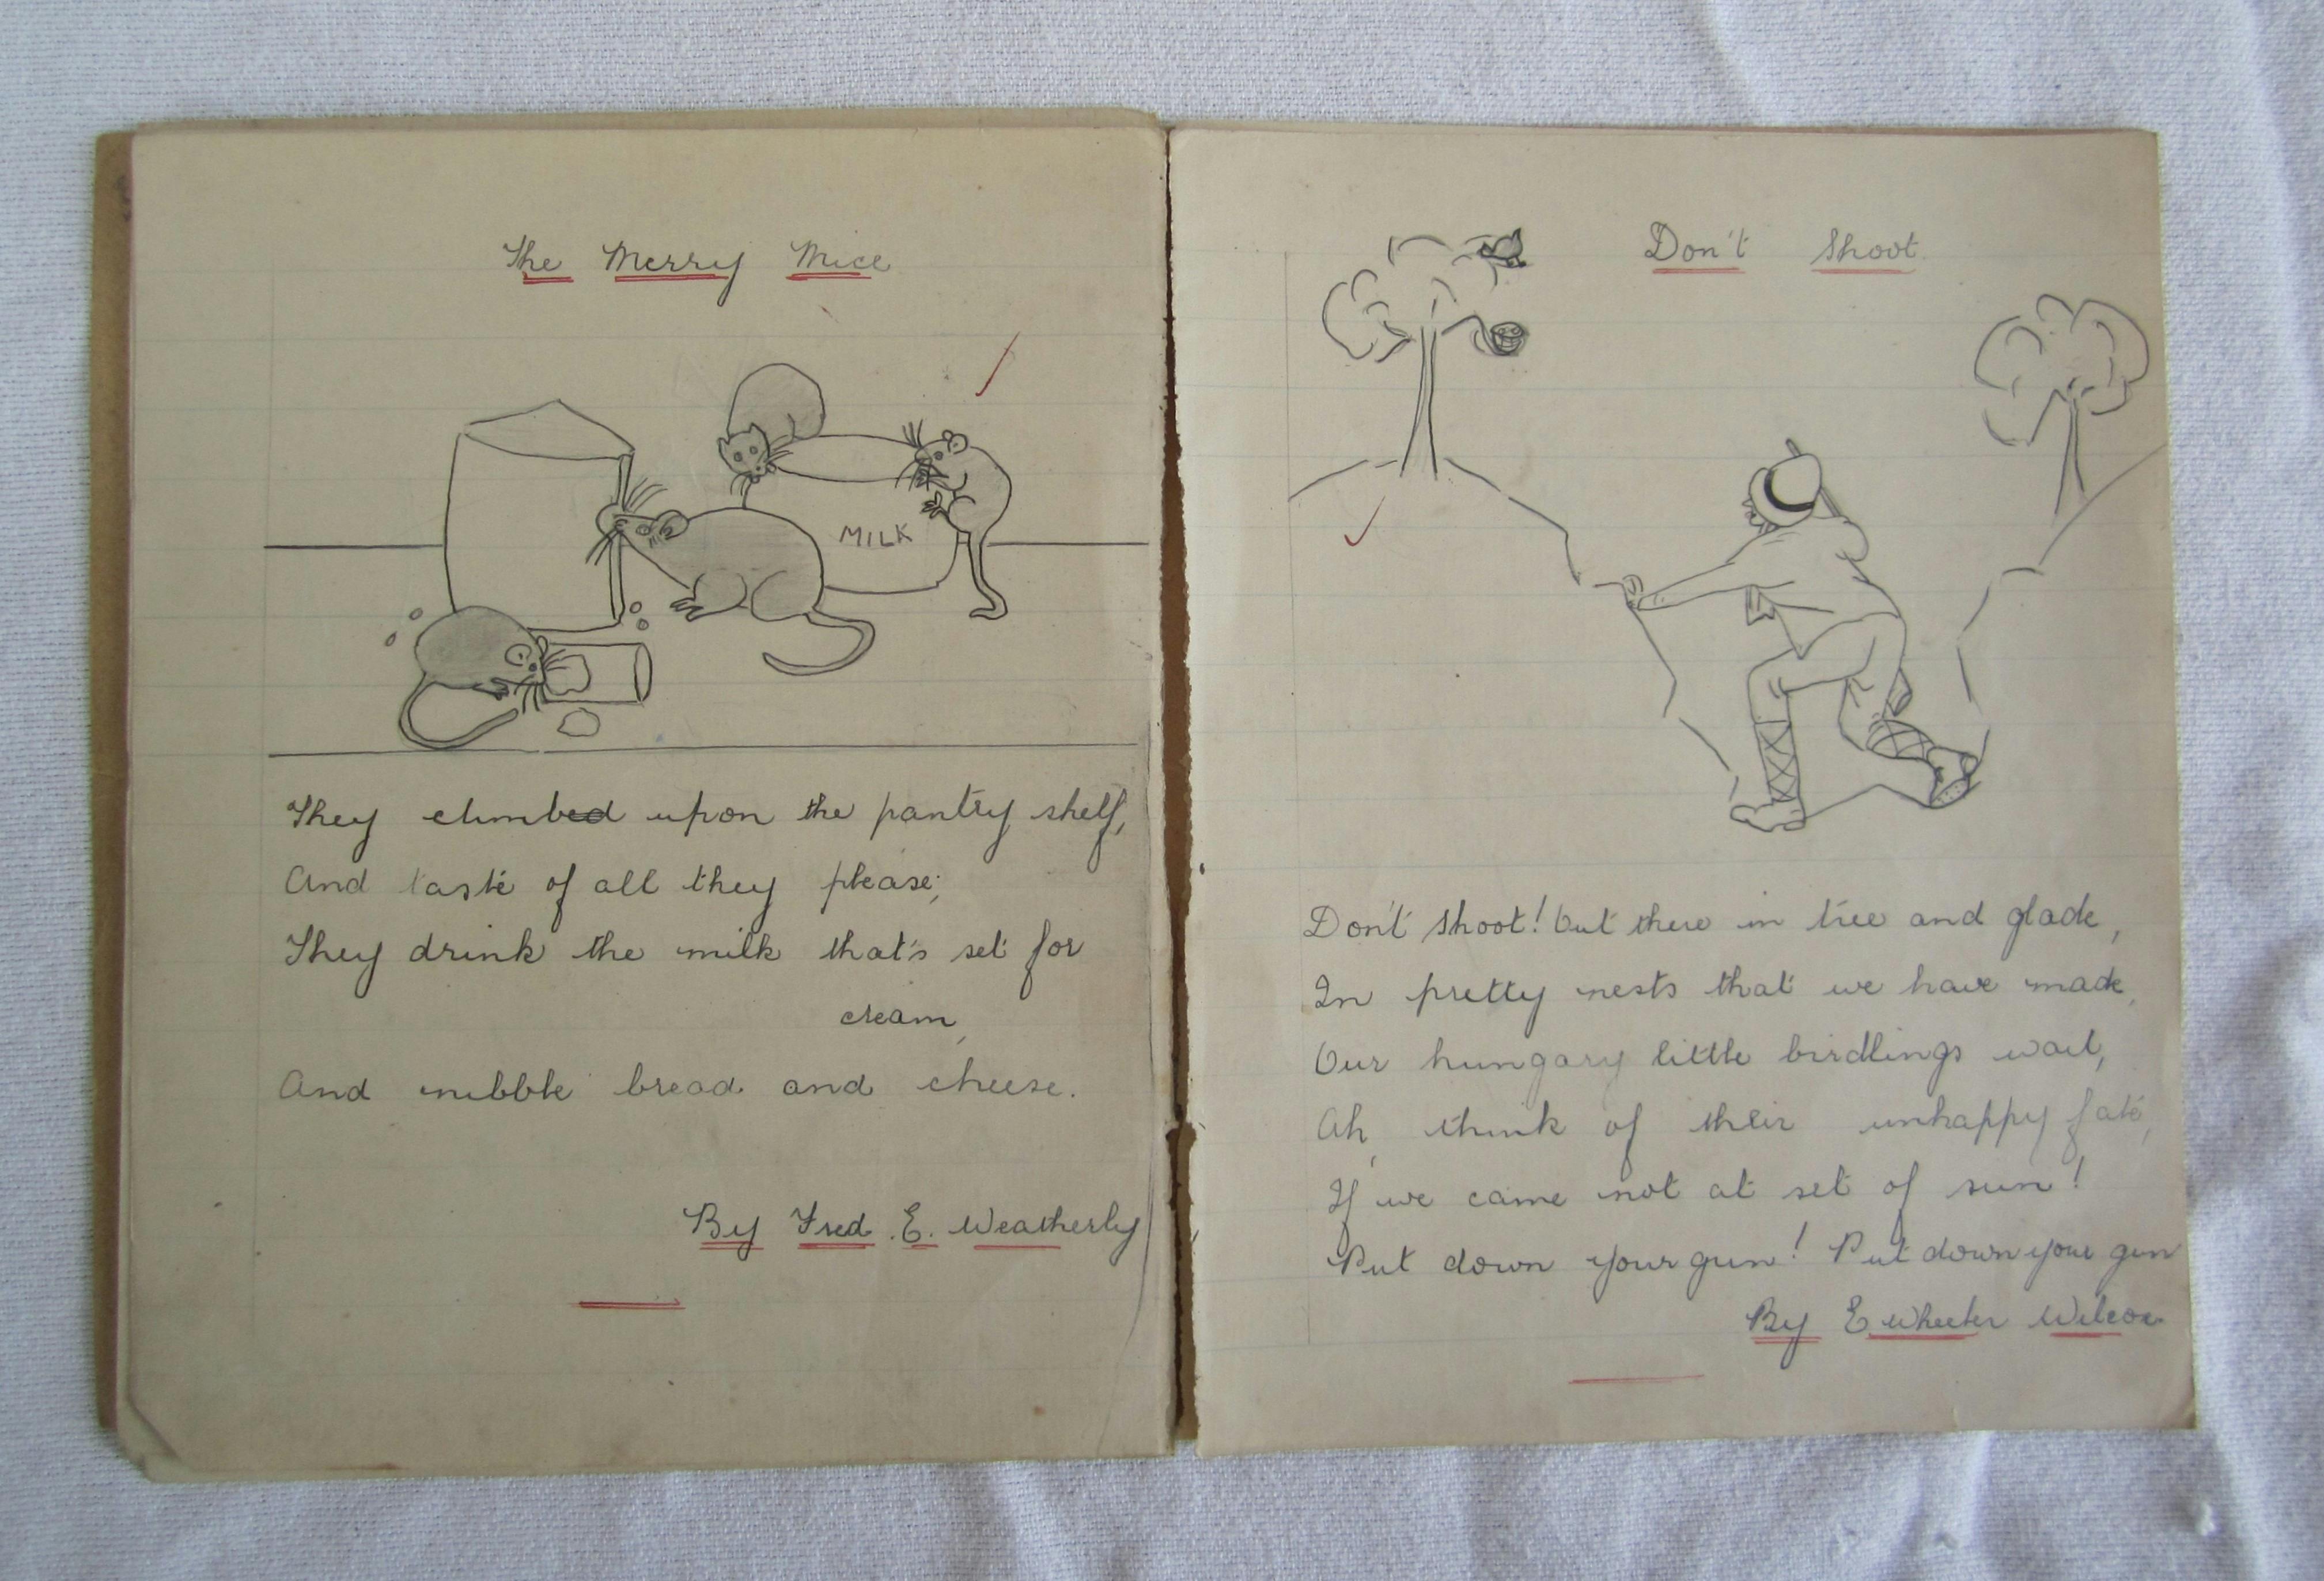 The Merry Mice
MILK
They climbed upon the pantry shelf,
And taste of all they please;
They drink the milk that's set for
cream,
And nibble bread and cheese.
By Fred. E. Weatherly
Don't Shoot
Don't shoot! Out there in tree and glade,
In pretty nests that we have made,
Our hungary little birdlings wait,
Ah, think of their unhappy fate,
If we came not at set of sun!
Put down your gun! Put down your gun
By E Wheeler Wilcox